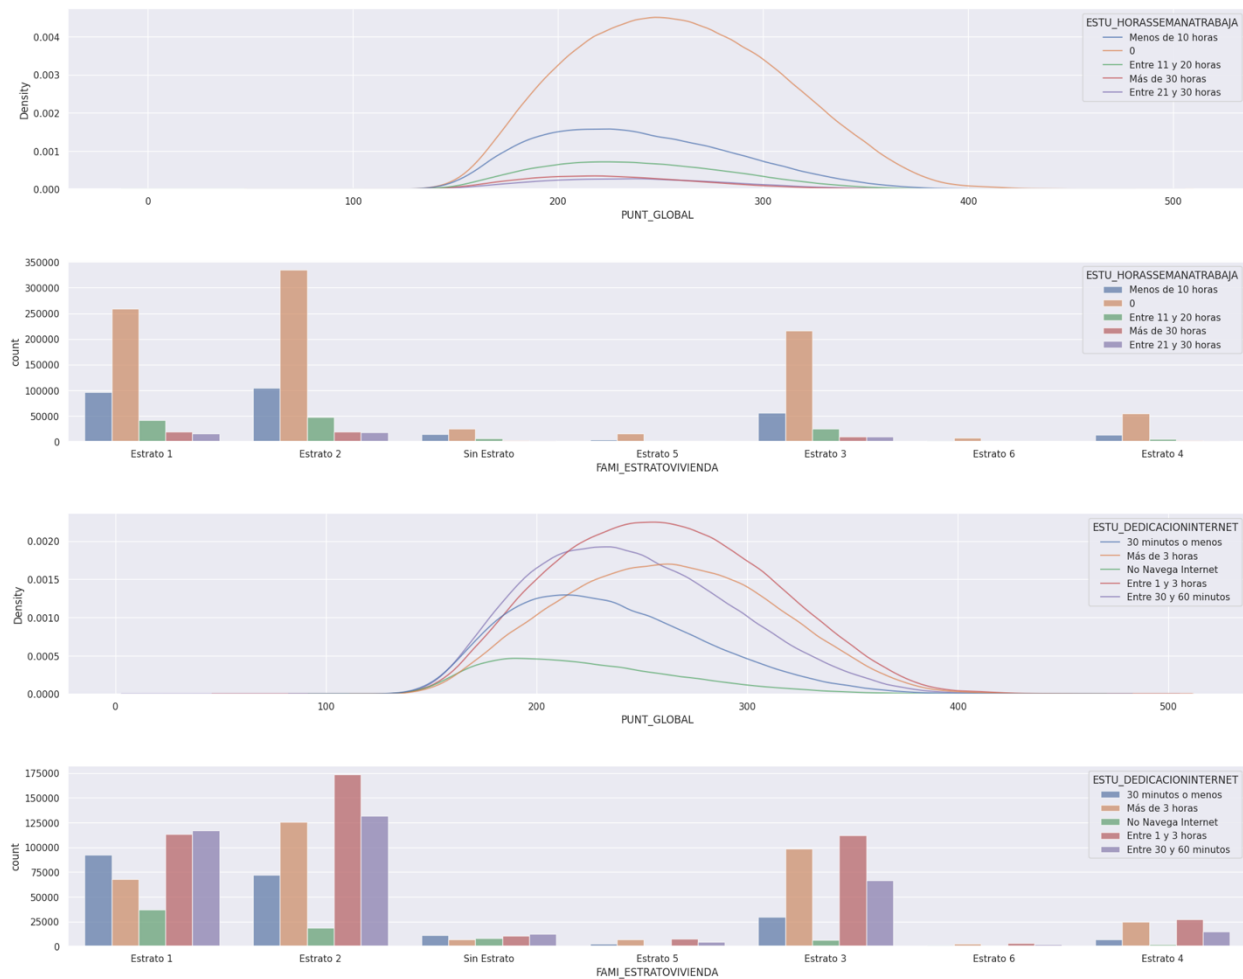 ESTU_HORASSEMANATRABAJA
Menos de 10 horas
0
Entre 11 y 20 horas
Más de 30 horas
Entre 21 y 30 horas
0.004
0.003
0.002
0.001
0.000
Density
0 100 200 300 400 500
PUNT_GLOBAL
ESTU_HORASSEMANATRABAJA
Menos de 10 horas
0
Entre 11 y 20 horas
Más de 30 horas
Entre 21 y 30 horas
350000
300000
250000
200000
150000
100000
50000
0
count
Estrato 1 Estrato 2 Sin Estrato Estrato 5 Estrato 3 Estrato 6 Estrato 4
FAMI_ESTRATOVIVIENDA
ESTU_DEDICACIONINTERNET
30 minutos o menos
Más de 3 horas
No Navega Internet
Entre 1 y 3 horas
Entre 30 y 60 minutos
0.0020
0.0015
0.0010
0.0005
0.0000
Density
0 100 200 300 400 500
PUNT_GLOBAL
ESTU_DEDICACIONINTERNET
30 minutos o menos
Más de 3 horas
No Navega Internet
Entre 1 y 3 horas
Entre 30 y 60 minutos
175000
150000
125000
100000
75000
50000
25000
0
count
Estrato 1 Estrato 2 Sin Estrato Estrato 5 Estrato 3 Estrato 6 Estrato 4
FAMI_ESTRATOVIVIENDA